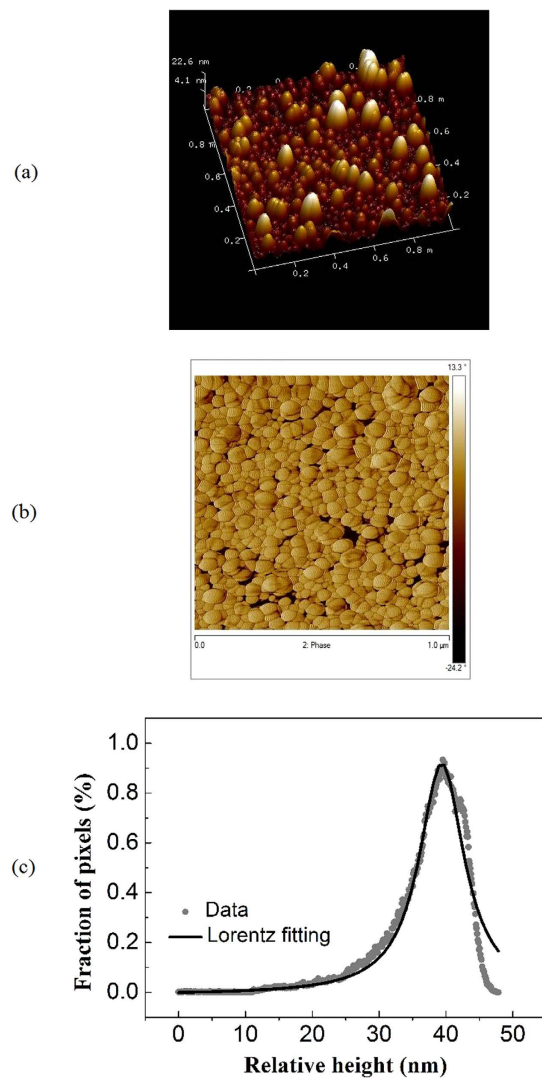 (a)
22.6 nm
4.1 nm
0.2
0.2
0.8 m
0.8 m
0.6
0.6
0.4
0.4
0.2
0.2
0.2
0.4
0.6
0.8 m
(b)
13.3 °
-24.2 °
0.0 2: Phase 1.0 µm
(c)
Fraction of pixels (%)
1.0
0.8
0.6
0.4
0.2
0.0
Data
Lorentz fitting
0 10 20 30 40 50
Relative height (nm)